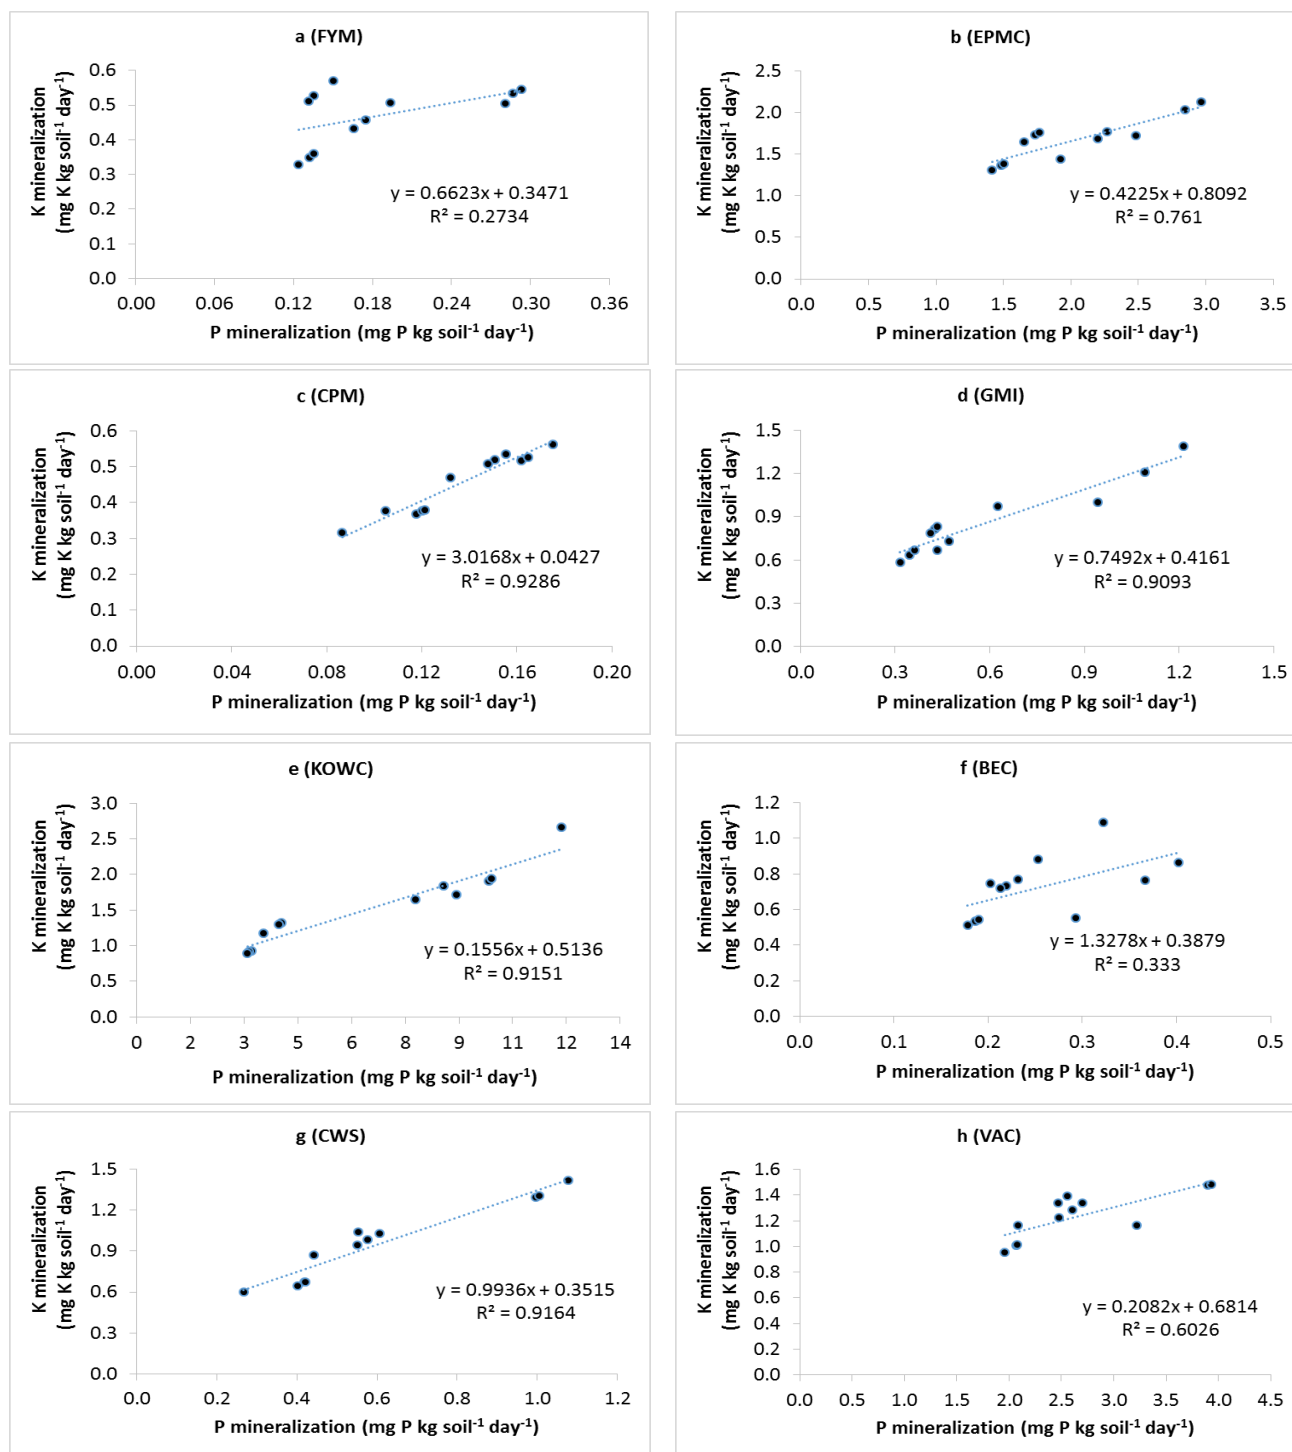 a (FYM)
K mineralization
(mg K kg soil⁻¹ day⁻¹)
0.6
0.5
0.4
0.3
0.2
0.1
0.0
y = 0.6623x + 0.3471
R² = 0.2734
0.00 0.06 0.12 0.18 0.24 0.30 0.36
P mineralization (mg P kg soil⁻¹ day⁻¹)
b (EPMC)
K mineralization
(mg K kg soil⁻¹ day⁻¹)
2.5
2.0
1.5
1.0
0.5
0.0
y = 0.4225x + 0.8092
R² = 0.761
0.0 0.5 1.0 1.5 2.0 2.5 3.0 3.5
P mineralization (mg P kg soil⁻¹ day⁻¹)
c (CPM)
K mineralization
(mg K kg soil⁻¹ day⁻¹)
0.6
0.5
0.4
0.3
0.2
0.1
0.0
y = 3.0168x + 0.0427
R² = 0.9286
0.00 0.04 0.12 0.16 0.20
P mineralization (mg P kg soil⁻¹ day⁻¹)
d (GMI)
K mineralization
(mg K kg soil⁻¹ day⁻¹)
1.5
1.2
0.9
0.6
0.3
0.0
y = 0.7492x + 0.4161
R² = 0.9093
0.0 0.3 0.6 0.9 1.2 1.5
P mineralization (mg P kg soil⁻¹ day⁻¹)
e (KOWC)
K mineralization
(mg K kg soil⁻¹ day⁻¹)
3.0
2.5
2.0
1.5
1.0
0.5
0.0
y = 0.1556x + 0.5136
R² = 0.9151
0 2 3 5 6 8 9 11 12 14
P mineralization (mg P kg soil⁻¹ day⁻¹)
f (BEC)
K mineralization
(mg K kg soil⁻¹ day⁻¹)
1.2
1.0
0.8
0.6
0.4
0.2
0.0
y = 1.3278x + 0.3879
R² = 0.333
0.0 0.1 0.2 0.3 0.4 0.5
P mineralization (mg P kg soil⁻¹ day⁻¹)
g (CWS)
K mineralization
(mg K kg soil⁻¹ day⁻¹)
1.5
1.2
0.9
0.6
0.3
0.0
y = 0.9936x + 0.3515
R² = 0.9164
0.0 0.4 0.6 1.0 1.2
P mineralization (mg P kg soil⁻¹ day⁻¹)
h (VAC)
K mineralization
(mg K kg soil⁻¹ day⁻¹)
1.6
1.4
1.2
1.0
0.8
0.6
0.4
0.2
0.0
y = 0.2082x + 0.6814
R² = 0.6026
0.0 0.5 1.0 1.5 2.0 2.5 3.0 3.5 4.0 4.5
P mineralization (mg P kg soil⁻¹ day⁻¹)